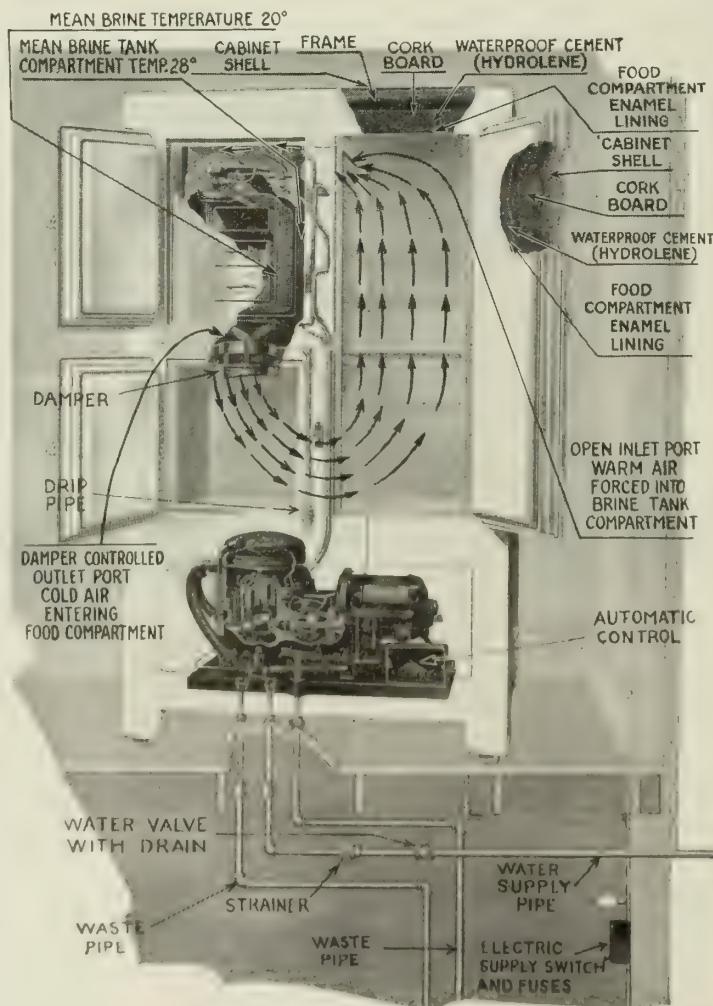 MEAN BRINE TEMPERATURE 20°
MEAN BRINE TANK
COMPARTMENT TEMP. 28°
CABINET
SHELL
FRAME
CORK
BOARD
WATERPROOF CEMENT
(HYDROLENE)
FOOD
COMPARTMENT
ENAMEL
LINING
CABINET
SHELL
CORK
BOARD
WATERPROOF CEMENT
(HYDROLENE)
FOOD
COMPARTMENT
ENAMEL
LINING
DAMPER
DRIP
PIPE
OPEN INLET PORT
WARM AIR
FORCED INTO
BRINE TANK
COMPARTMENT
DAMPER CONTROLLED
OUTLET PORT
COLD AIR
ENTERING
FOOD COMPARTMENT
AUTOMATIC
CONTROL
WATER VALVE
WITH DRAIN
STRAINER
WATER
SUPPLY
PIPE
WASTE
PIPE
WASTE
PIPE
ELECTRIC
SUPPLY SWITCH
AND FUSES